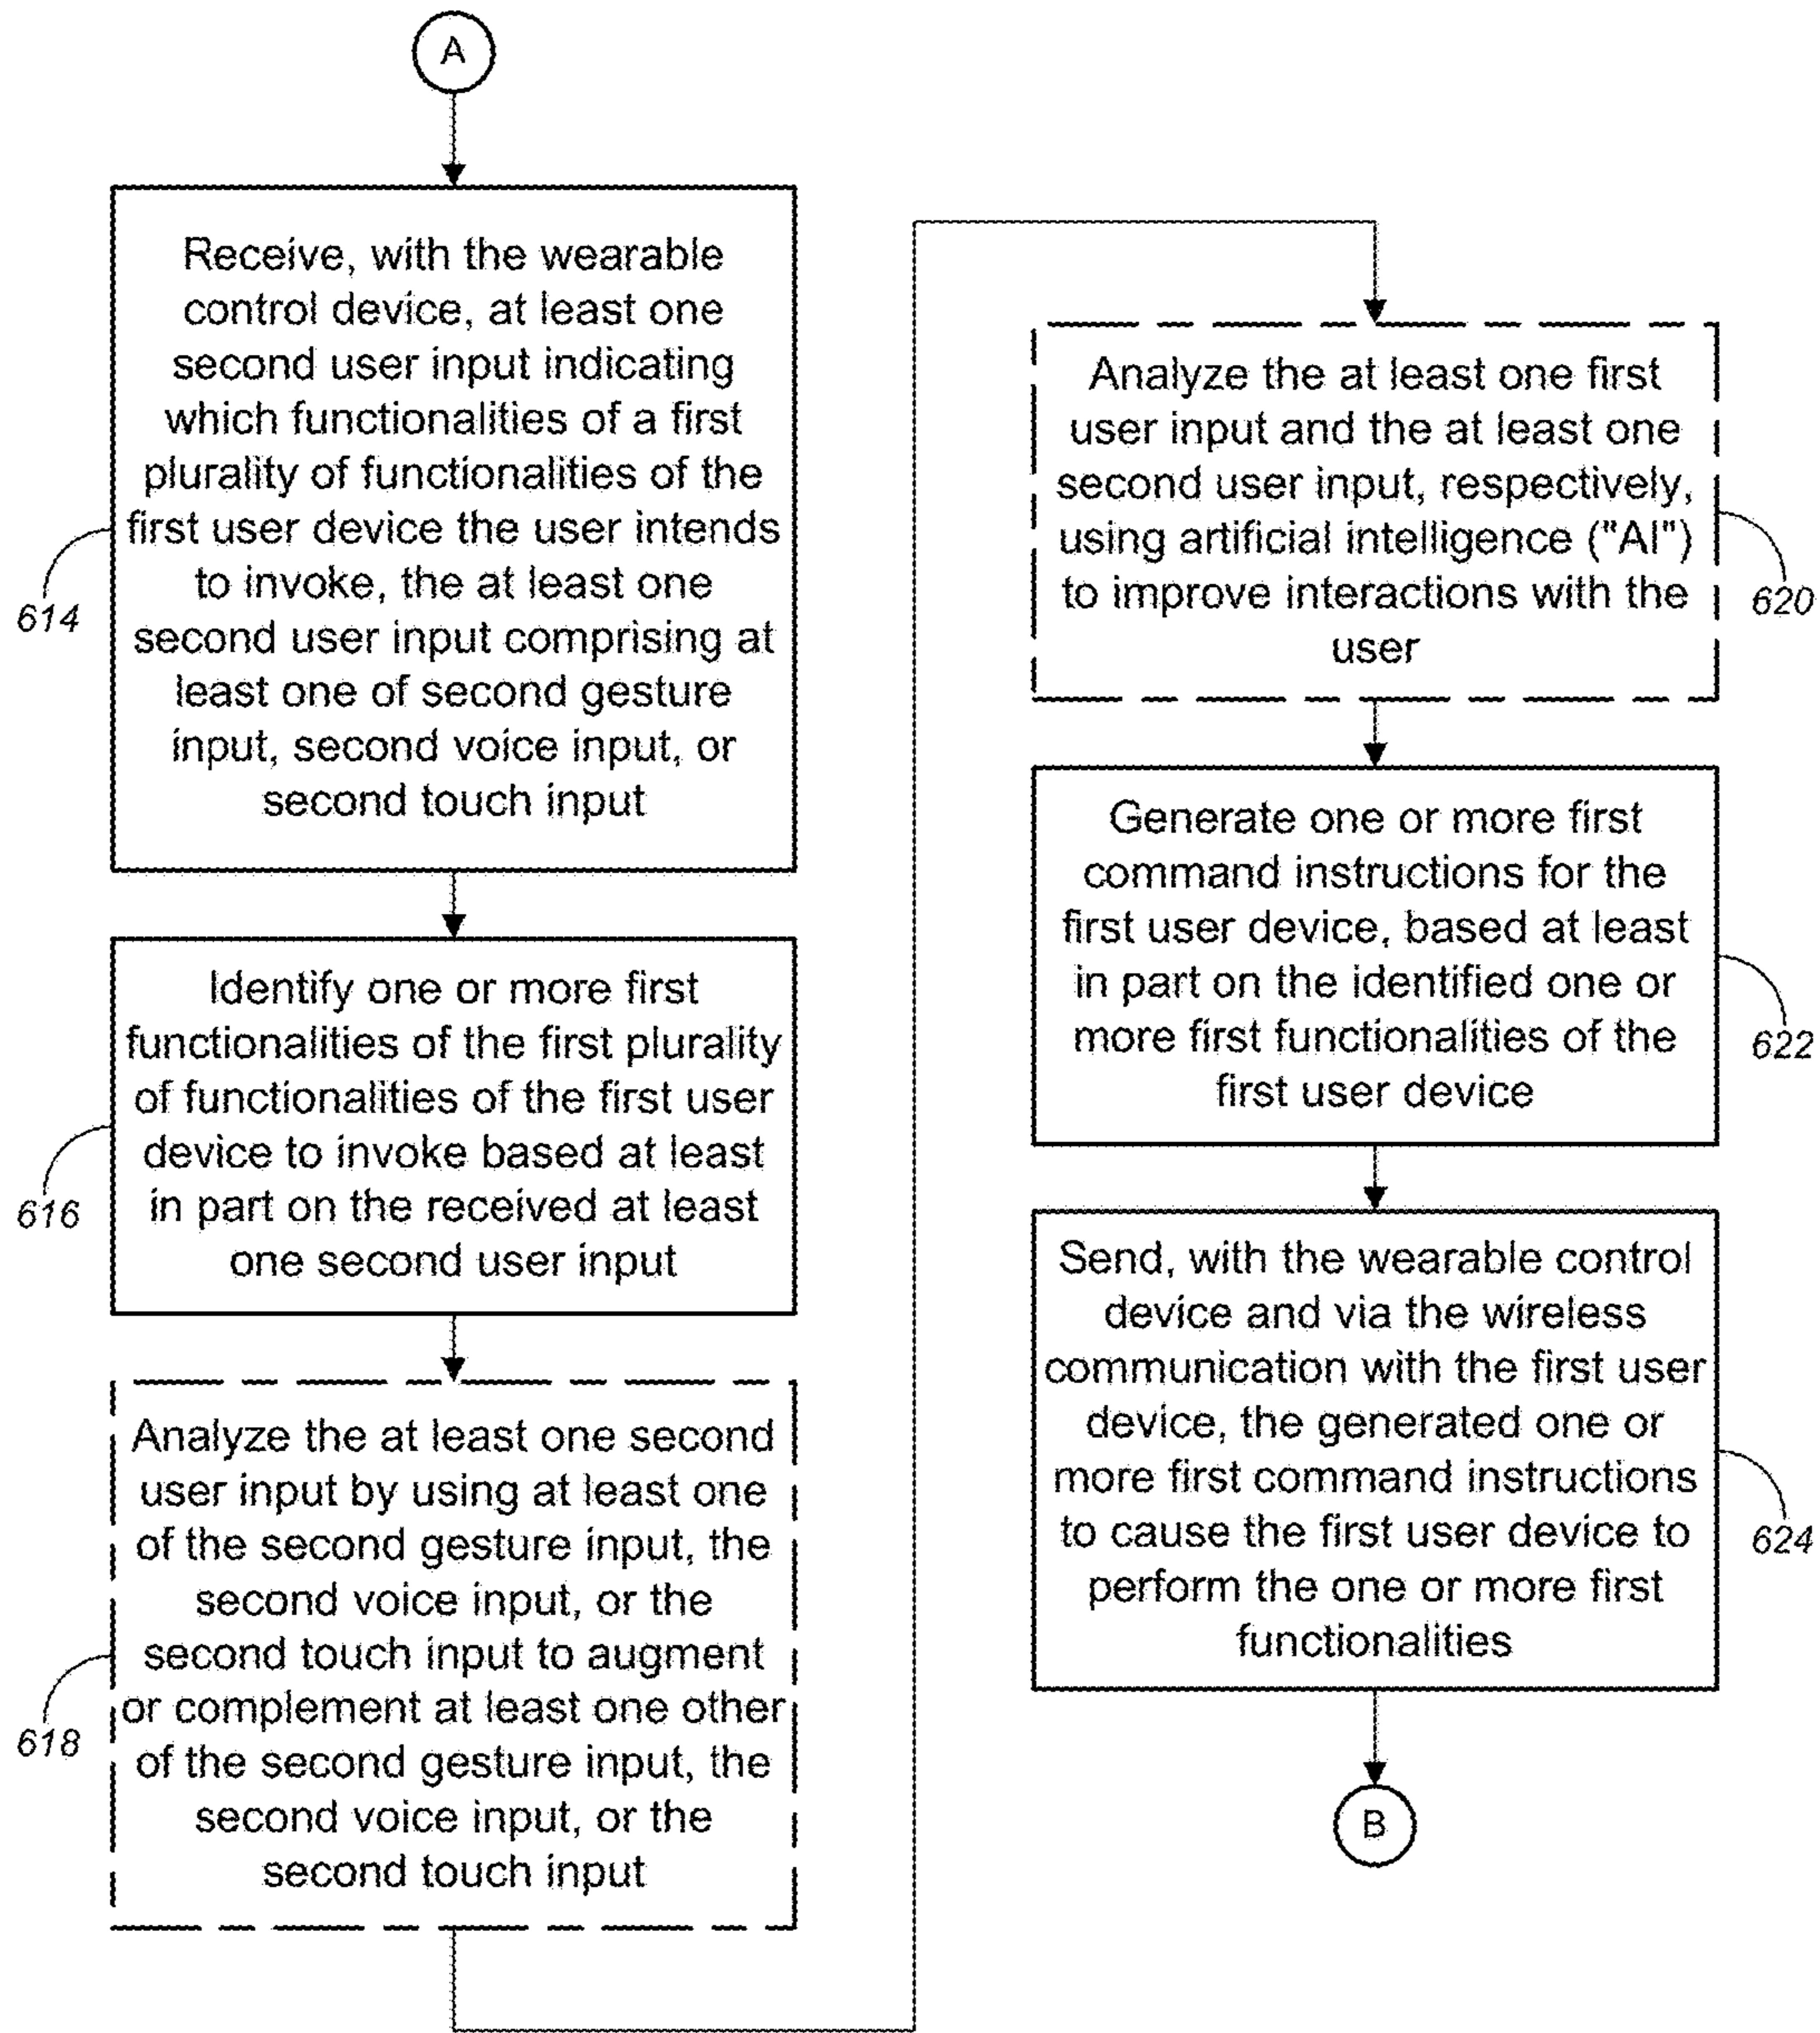 A
Receive, with the wearable
control device, at least one
second user input indicating
which functionalities of a first
plurality of functionalities of the
first user device the user intends
to invoke, the at least one
second user input comprising at
least one of second gesture
input, second voice input, or
second touch input
614
Identify one or more first
functionalities of the first plurality
of functionalities of the first user
device to invoke based at least
in part on the received at least
one second user input
616
Analyze the at least one second
user input by using at least one
of the second gesture input, the
second voice input, or the
second touch input to augment
or complement at least one other
of the second gesture input, the
second voice input, or the
second touch input
618
Analyze the at least one first
user input and the at least one
second user input, respectively,
using artificial intelligence ("AI")
to improve interactions with the
user
620
Generate one or more first
command instructions for the
first user device, based at least
in part on the identified one or
more first functionalities of the
first user device
622
Send, with the wearable control
device and via the wireless
communication with the first user
device, the generated one or
more first command instructions
to cause the first user device to
perform the one or more first
functionalities
624
B